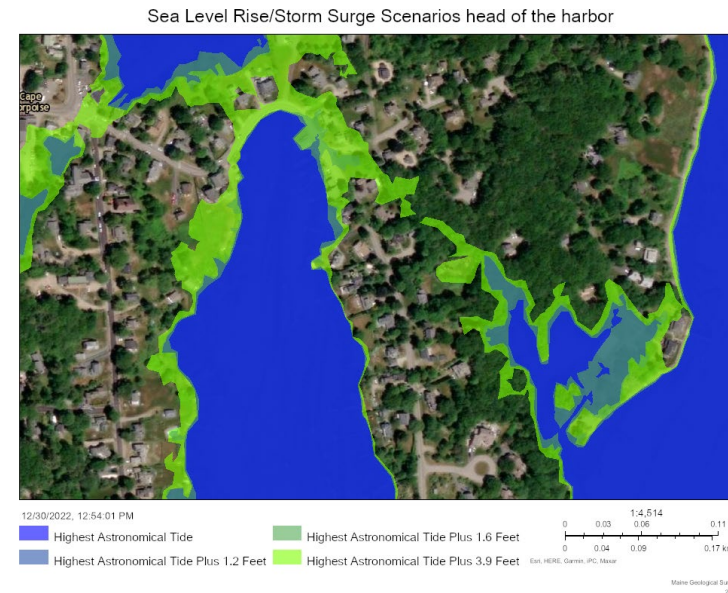 Sea Level Rise/Storm Surge Scenarios head of the harbor
Cape
orpoise
12/30/2022, 12:54:01 PM
Highest Astronomical Tide
Highest Astronomical Tide Plus 1.2 Feet
Highest Astronomical Tide Plus 1.6 Feet
Highest Astronomical Tide Plus 3.9 Feet
1:4,514
0 0.03 0.06 0.11
0 0.04 0.09 0.17 k
Esri, HERE, Garmin, iPC, Maxar
Maine Geological Su